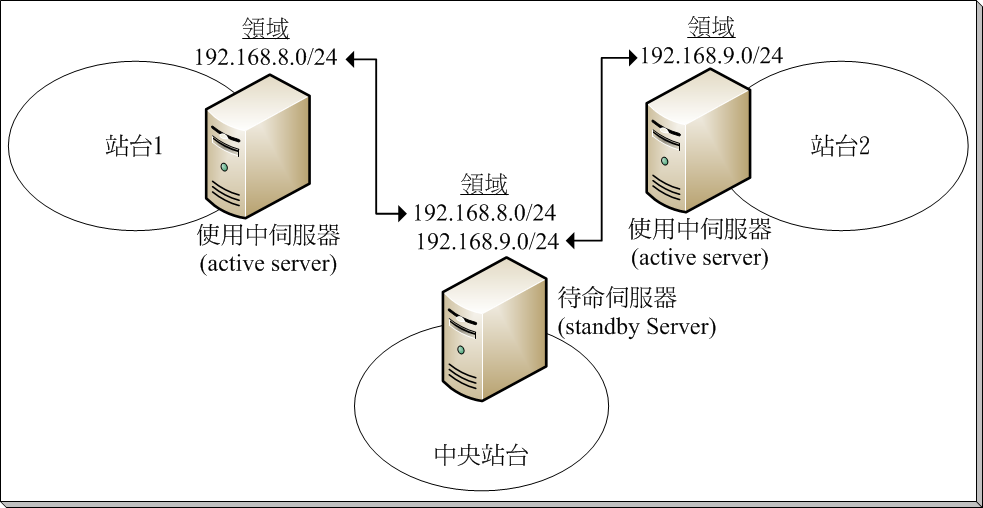 領域
192.168.8.0/24
站台1
使用中伺服器
(active server)
領域
192.168.9.0/24
站台2
使用中伺服器
(active server)
領域
192.168.8.0/24
192.168.9.0/24
待命伺服器
(standby Server)
中央站台